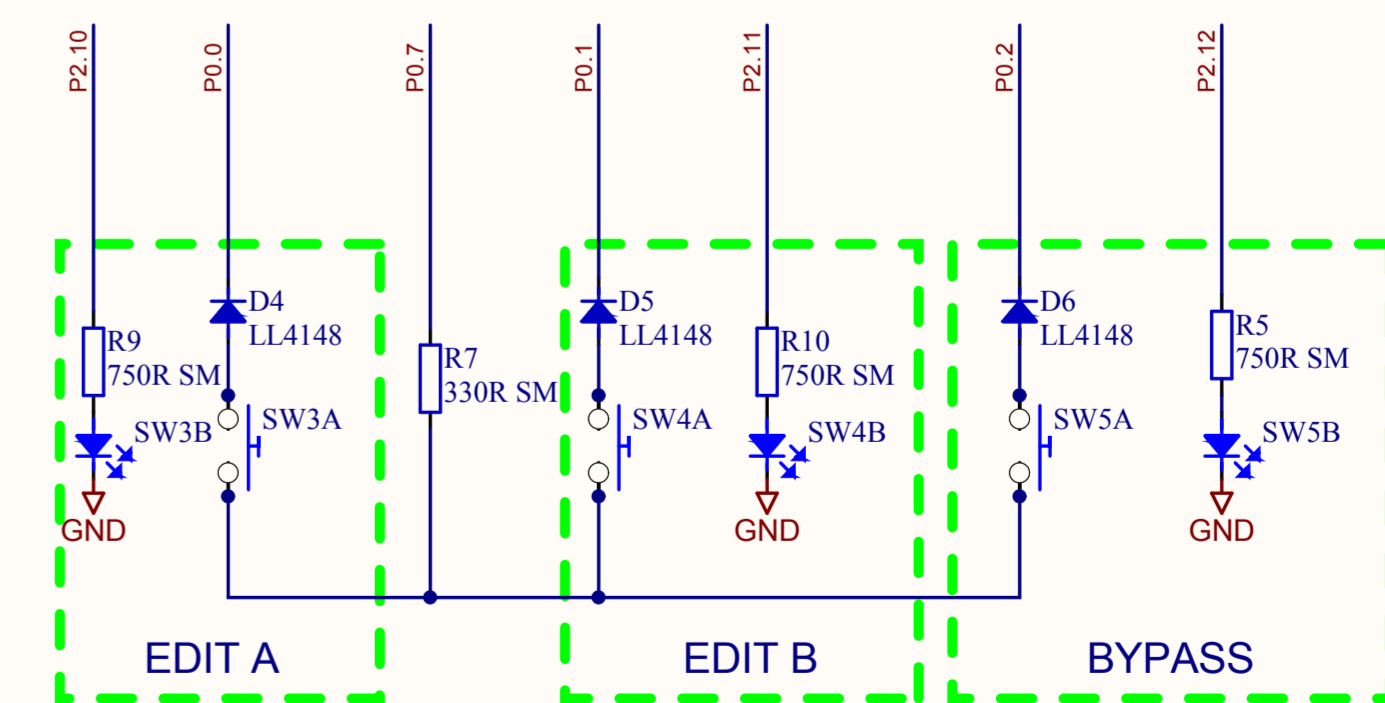 P2.10
P0.0
P0.7
P0.1
P2.11
P0.2
P2.12
D4
LL4148
D5
LL4148
D6
LL4148
R9
750R SM
R7
330R SM
R10
750R SM
R5
750R SM
SW3B
SW3A
SW4A
SW4B
SW5A
SW5B
GND
GND
GND
EDIT A
EDIT B
BYPASS